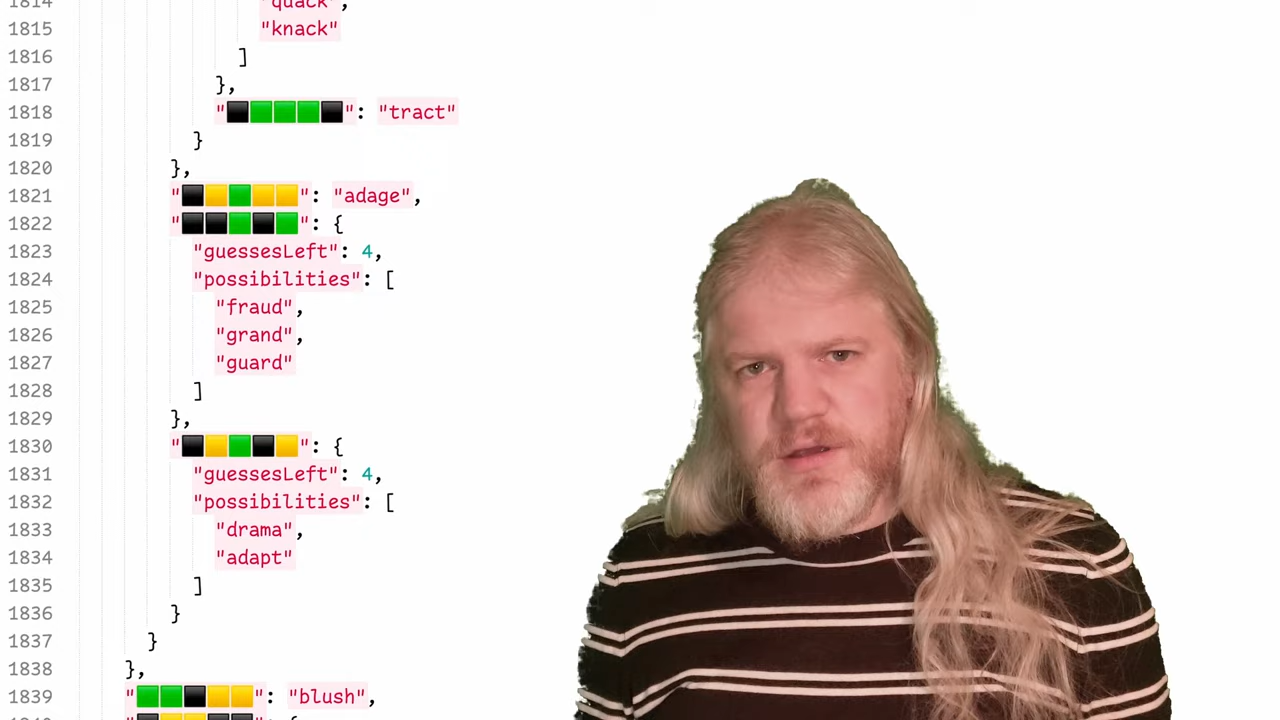 1814 "quack",
1815 "knack"
1816 ]
1817 },
1818 "⬛🟩🟩🟩⬛": "tract"
1819 }
1820 },
1821 "⬛🟨🟩🟨🟨": "adage",
1822 "⬛⬛🟩⬛🟩": {
1823 "guessesLeft": 4,
1824 "possibilities": [
1825 "fraud",
1826 "grand",
1827 "guard"
1828 ]
1829 },
1830 "⬛🟨🟩⬛🟨": {
1831 "guessesLeft": 4,
1832 "possibilities": [
1833 "drama",
1834 "adapt"
1835 ]
1836 }
1837 }
1838 },
1839 "🟩🟩⬛🟨🟨": "blush",